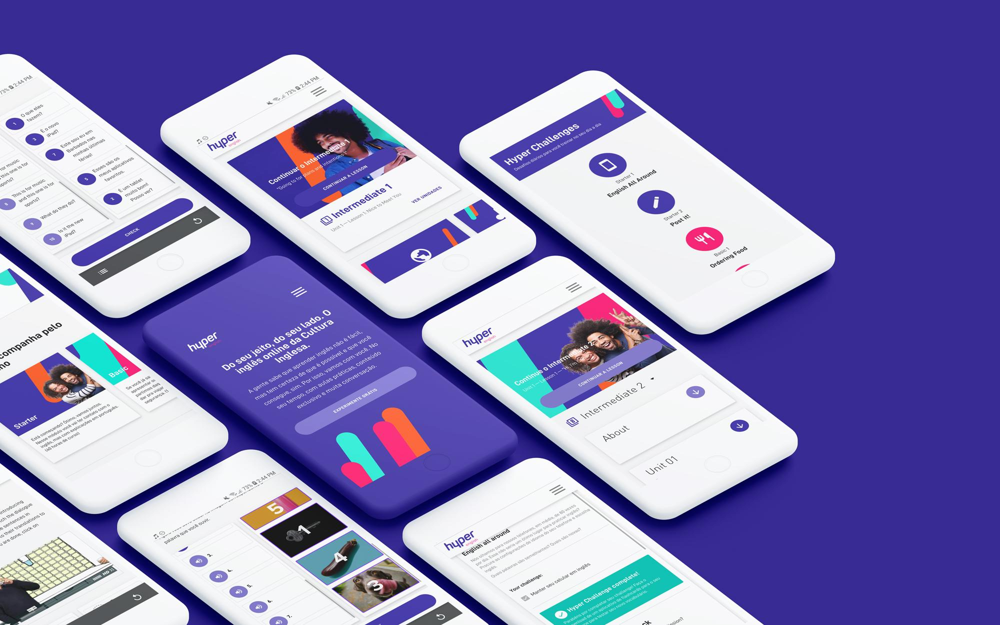 73% 2:44 PM
1
O que eles
fazem?
3
É o novo
iPad?
7
Este sou eu em
Barbados nas
minhas últimas
férias!
5
Esses são os
meus aplicativos
favoritos.
2
É um tablet
muito bom!
Posso ver?
for music
this one is for
sports?
8
This is for music
and this one is for
sports?
9
What do they do?
10
Is it the new
iPad?
CHECK
73% 2:44 PM
hyper
english
Continuar o Intermediate 1
"Going to for plans and intentions 1"
CONTINUAR A LESSON
1
Intermediate 1
Unit 1 — Lesson 1: Nice to Meet You
VER UNIDADES
Hyper Challenges
Desafios diários para você treinar no seu dia a dia
Starter 1
English All Around
Starter 2
Post it!
Basic 1
Ordering Food
companha pelo
Starter
Está começando? Ótimo, vamos juntos.
Nesse módulo você vai ter contato com o
inglês, mas com explicações em português.
(40 horas de curso)
Basic
Se você já sa
apresentar oi
partimos daq
dar pra viajar
segurança. (1
hyper
english
Do seu jeito, do seu lado. O
inglês online da Cultura
Inglesa.
A gente sabe que aprender inglês não é fácil,
mas tem certeza de que é possível e que você
consegue, sim. Por isso, vamos com você. No
seu tempo, com aulas práticas, conteúdo
exclusivo e muita conversação.
EXPERIMENTE GRÁTIS
hyper
english
Continue o Intermediate 2
Unit 1 — Lesson 1 — "Hi, I'm
CONTINUAR A LESSON
8
Intermediate 2
About
Unit 01
introducing
the dialogue
sentences in
to their translations to
are done, click on
HD
73% 2:44 PM
palavra que você ouvir.
3.
4.
5.
6.
7.
5
1
4
3
hyper
english
English all around
Nós olhamos para nossos telefones, em média, de 80 vezes
por dia. Esse não seria um ótimo lugar para praticar inglês?
Procure as configurações de idioma do seu telefone e escolha
inglês.
Quais palavras são semelhantes? Quais são novas?
Your challenge:
Manter seu celular em inglês
Hyper Challenge complete!
Parabéns por completar seu challenge! Faça o
download de um aplicativo de flashcards para o seu
para testar seu novo vocabulário.